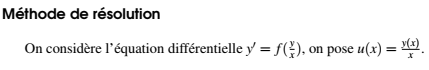 Méthode de résolution
On considère l'équation différentielle y′ = f(y/x), on pose u(x) = y(x)/x.